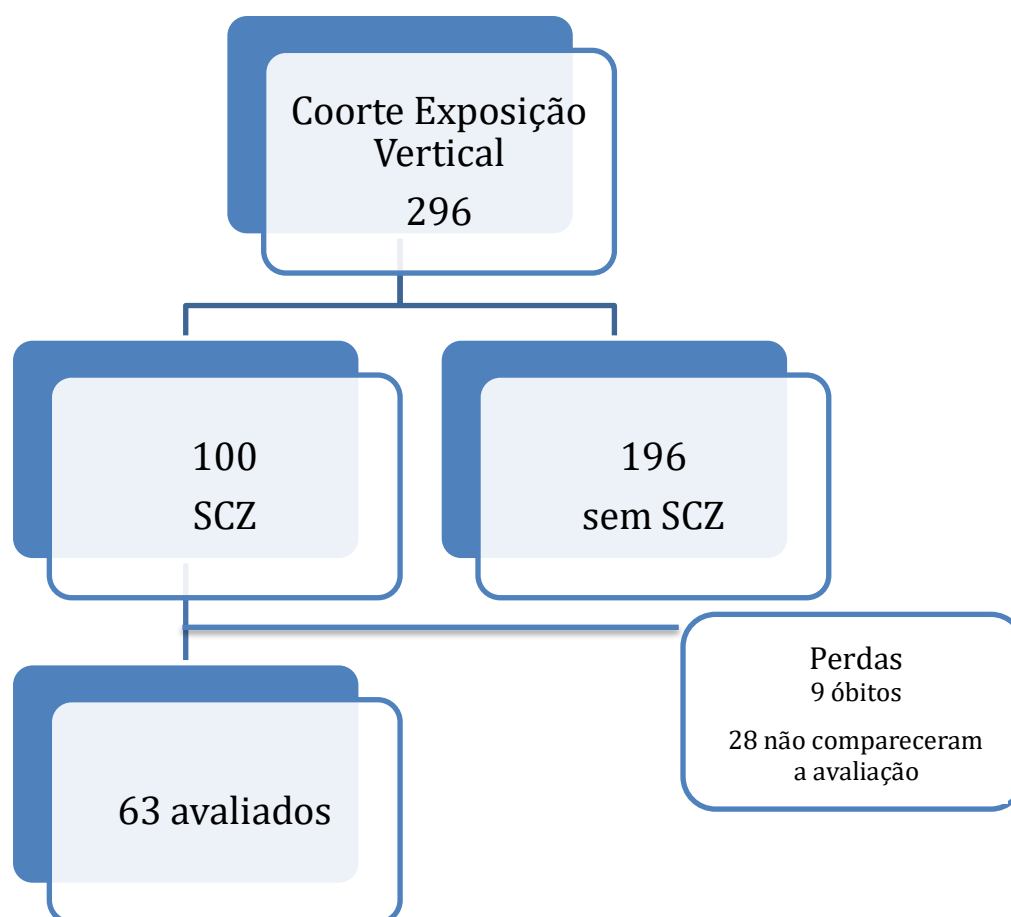 Coorte Exposição
Vertical
296
100
SCZ
196
sem SCZ
Perdas
9 óbitos
28 não compareceram
a avaliação
63 avaliados